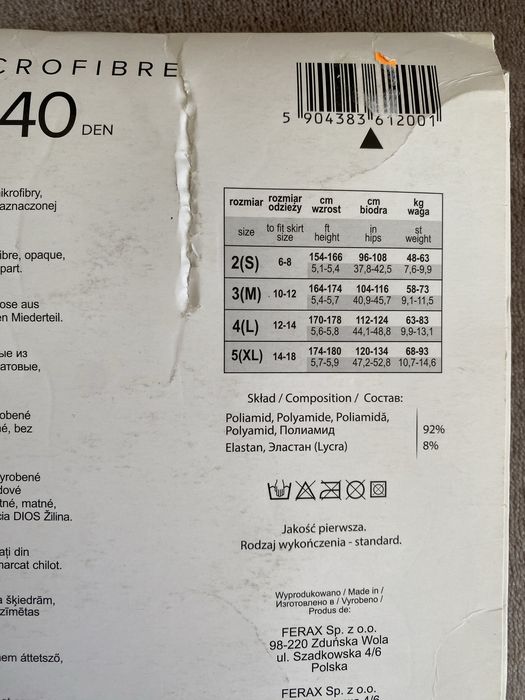 CROFIBRE
40 DEN
5 904383 612001
ikrofibry,
aznaczonej
ibre, opaque,
part.
ose aus
en Miederteil.
ые из
атовые,
obené
né, bez
yrobené
dové
tné, matné,
cia DIOS Žilina.
ați din
narcat chilot.
a šķiedrām,
zīmētas
nem áttetsző,
rozmiar rozmiar odzieży cm wzrost cm biodra kg waga
size to fit skirt size ft height in hips st weight
2(S) 6-8 154-166 96-108 48-63
5,1-5,4 37,8-42,5 7,6-9,9
3(M) 10-12 164-174 104-116 58-73
5,4-5,7 40,9-45,7 9,1-11,5
4(L) 12-14 170-178 112-124 63-83
5,6-5,8 44,1-48,8 9,9-13,1
5(XL) 14-18 174-180 120-134 68-93
5,7-5,9 47,2-52,8 10,7-14,6
Skład / Composition / Состав:
Poliamid, Polyamide, Poliamidă,
Polyamid, Полиамид 92%
Elastan, Эластан (Lycra) 8%
Jakość pierwsza.
Rodzaj wykończenia - standard.
Wyprodukowano / Made in /
Изготовлено в / Vyrobeno /
Produs de:
FERAX Sp. z o.o.
98-220 Zduńska Wola
ul. Szadkowska 4/6
Polska
FERAX Sp. z o.o.